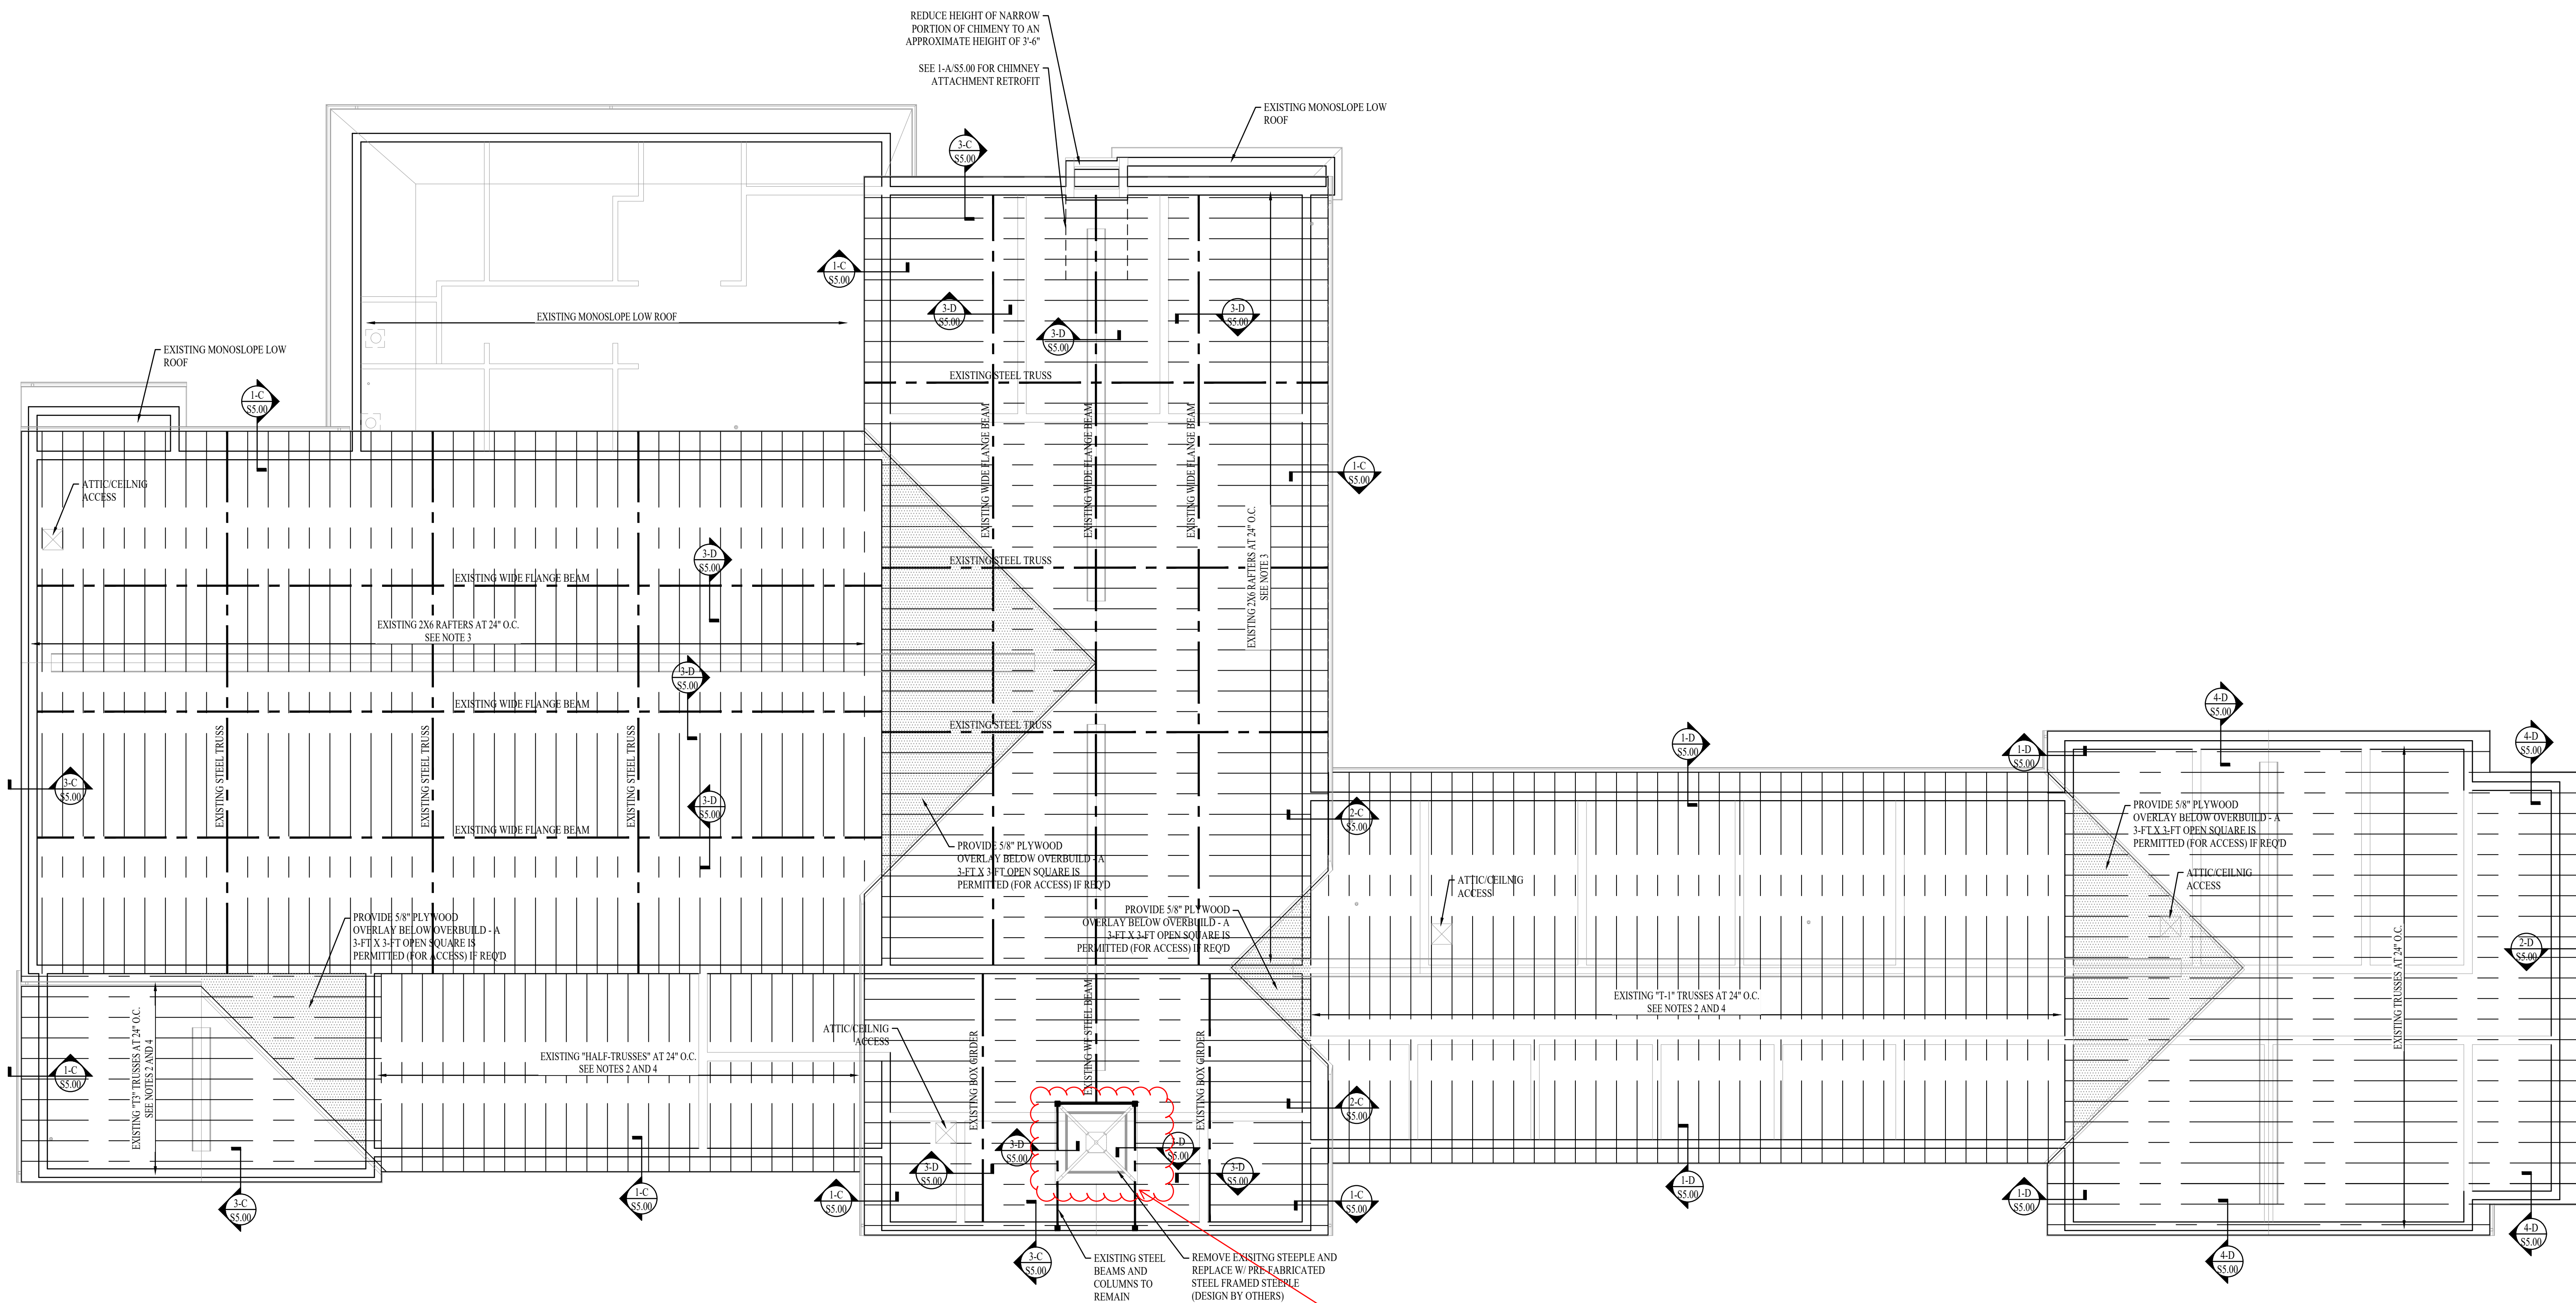 REDUCE HEIGHT OF NARROW
PORTION OF CHIMENY TO AN
APPROXIMATE HEIGHT OF 3'-6"
SEE 1-A/S5.00 FOR CHIMNEY
ATTACHMENT RETROFIT
EXISTING MONOSLOPE LOW
ROOF
3-C
S5.00
1-C
S5.00
3-D
S5.00
3-D
S5.00
3-D
S5.00
EXISTING MONOSLOPE LOW ROOF
EXISTING MONOSLOPE LOW
ROOF
1-C
S5.00
EXISTING STEEL TRUSS
EXISTING WIDE FLANGE BEAM
EXISTING WIDE FLANGE BEAM
EXISTING WIDE FLANGE BEAM
1-C
S5.00
ATTIC/CEILNIG
ACCESS
EXISTING 2X6 RAFTERS AT 24" O.C.
SEE NOTE 3
3-D
S5.00
EXISTING STEEL TRUSS
EXISTING WIDE FLANGE BEAM
EXISTING 2X6 RAFTERS AT 24" O.C.
SEE NOTE 3
3-D
S5.00
EXISTING WIDE FLANGE BEAM
EXISTING STEEL TRUSS
EXISTING STEEL TRUSS
EXISTING STEEL TRUSS
EXISTING STEEL TRUSS
3-C
S5.00
3-D
S5.00
EXISTING WIDE FLANGE BEAM
2-C
S5.00
1-D
S5.00
1-D
S5.00
4-D
S5.00
4-D
S5.00
PROVIDE 5/8" PLYWOOD
OVERLAY BELOW OVERBUILD - A
3-FT X 3-FT OPEN SQUARE IS
PERMITTED (FOR ACCESS) IF REQ'D
PROVIDE 5/8" PLYWOOD
OVERLAY BELOW OVERBUILD - A
3-FT X 3-FT OPEN SQUARE IS
PERMITTED (FOR ACCESS) IF REQ'D
ATTIC/CEILNIG
ACCESS
ATTIC/CEILNIG
ACCESS
PROVIDE 5/8" PLYWOOD
OVERLAY BELOW OVERBUILD - A
3-FT X 3-FT OPEN SQUARE IS
PERMITTED (FOR ACCESS) IF REQ'D
PROVIDE 5/8" PLYWOOD
OVERLAY BELOW OVERBUILD - A
3-FT X 3-FT OPEN SQUARE IS
PERMITTED (FOR ACCESS) IF REQ'D
2-D
S5.00
EXISTING TRUSSES AT 24" O.C.
EXISTING "T-1" TRUSSES AT 24" O.C.
SEE NOTES 2 AND 4
EXISTING "T3" TRUSSES AT 24" O.C.
SEE NOTES 2 AND 4
1-C
S5.00
EXISTING "HALF-TRUSSES" AT 24" O.C.
SEE NOTES 2 AND 4
ATTIC/CEILNIG
ACCESS
EXISTING BOX GIRDER
EXISTING WF STEEL BEAM
EXISTING BOX GIRDER
2-C
S5.00
3-D
S5.00
3-D
S5.00
3-D
S5.00
3-D
S5.00
3-C
S5.00
1-C
S5.00
1-C
S5.00
1-C
S5.00
1-D
S5.00
1-D
S5.00
4-D
S5.00
4-D
S5.00
3-C
S5.00
EXISTING STEEL
BEAMS AND
COLUMNS TO
REMAIN
REMOVE EXISITNG STEEPLE AND
REPLACE W/ PRE-FABRICATED
STEEL FRAMED STEEPLE
(DESIGN BY OTHERS)